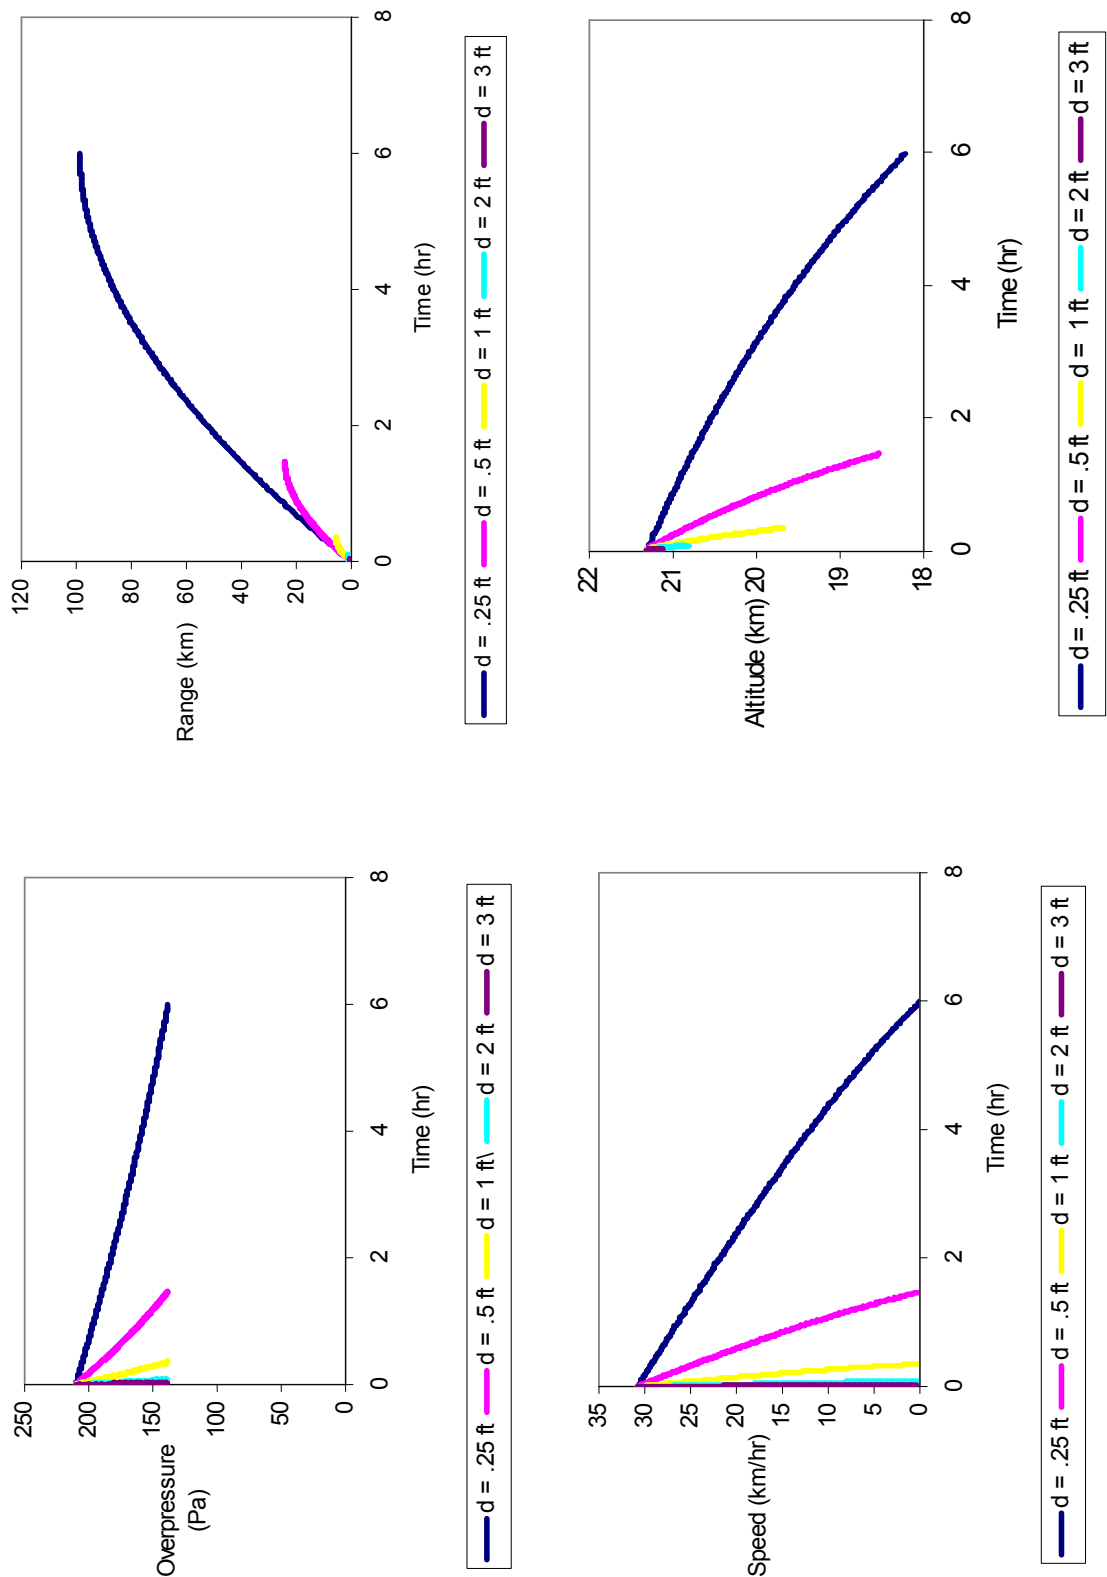 Overpressure
(Pa)
250
200
150
100
50
0
0
2
4
6
8
Time (hr)
d = .25 ft
d = .5 ft
d = 1 ft\
d = 2 ft
d = 3 ft
Range (km)
120
100
80
60
40
20
0
0
2
4
6
8
Time (hr)
d = .25 ft
d = .5 ft
d = 1 ft
d = 2 ft
d = 3 ft
Speed (km/hr)
35
30
25
20
15
10
5
0
0
2
4
6
8
Time (hr)
d = .25 ft
d = .5 ft
d = 1 ft
d = 2 ft
d = 3 ft
Altitude (km)
22
21
20
19
18
0
2
4
6
8
Time (hr)
d = .25 ft
d = .5 ft
d = 1 ft
d = 2 ft
d = 3 ft